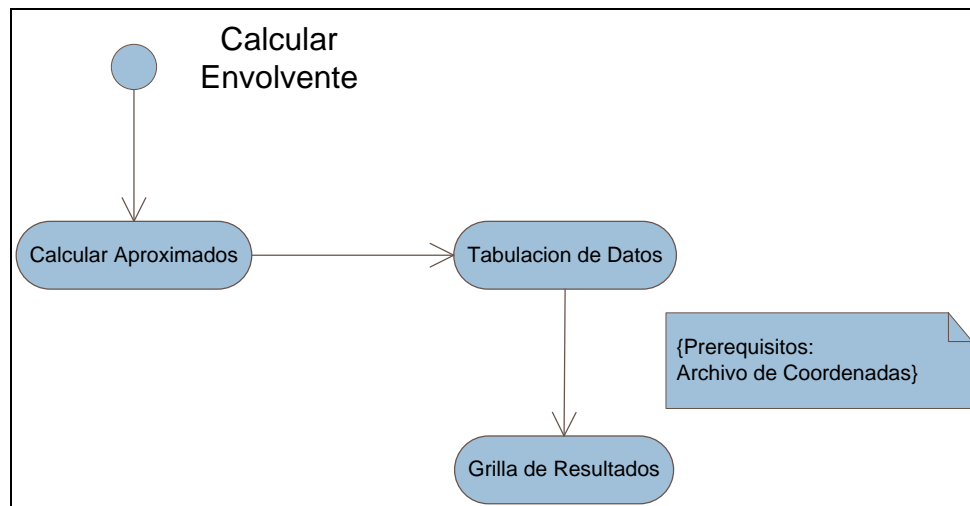 Calcular
Envolvente
Calcular Aproximados
Tabulacion de Datos
{Prerequisitos:
Archivo de Coordenadas}
Grilla de Resultados